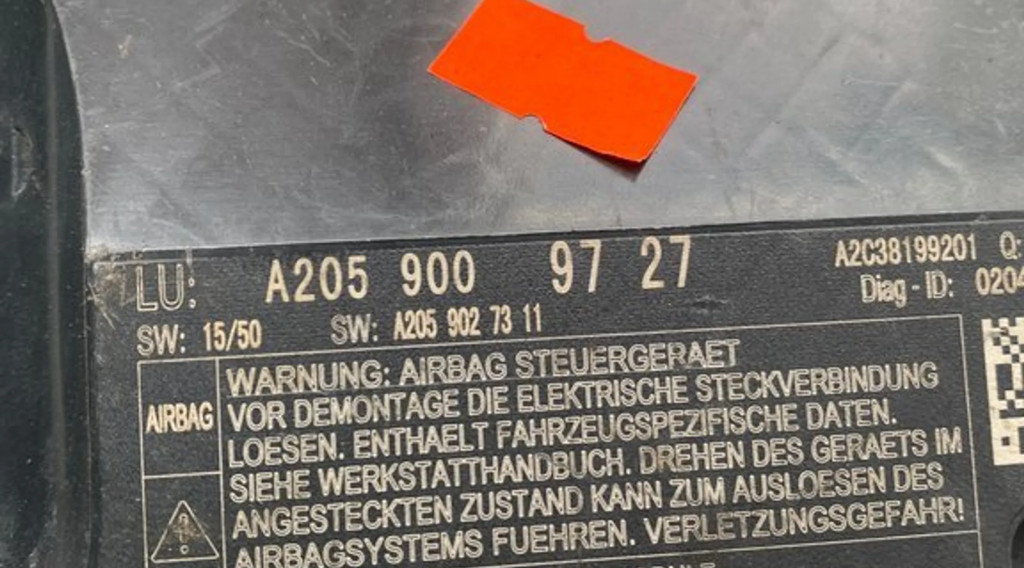 LU: A205 900 97 27 A2C38199201 Q:
Diag - ID: 0204
SW: 15/50 SW: A205 902 73 11
WARNUNG: AIRBAG STEUERGERAET
AIRBAG VOR DEMONTAGE DIE ELEKTRISCHE STECKVERBINDUNG
LOESEN. ENTHAELT FAHRZEUGSPEZIFISCHE DATEN.
SIEHE WERKSTATTHANDBUCH. DREHEN DES GERAETS IM
ANGESTECKTEN ZUSTAND KANN ZUM AUSLOESEN DES
AIRBAGSYSTEMS FUEHREN. VERLETZUNGSGEFAHR!